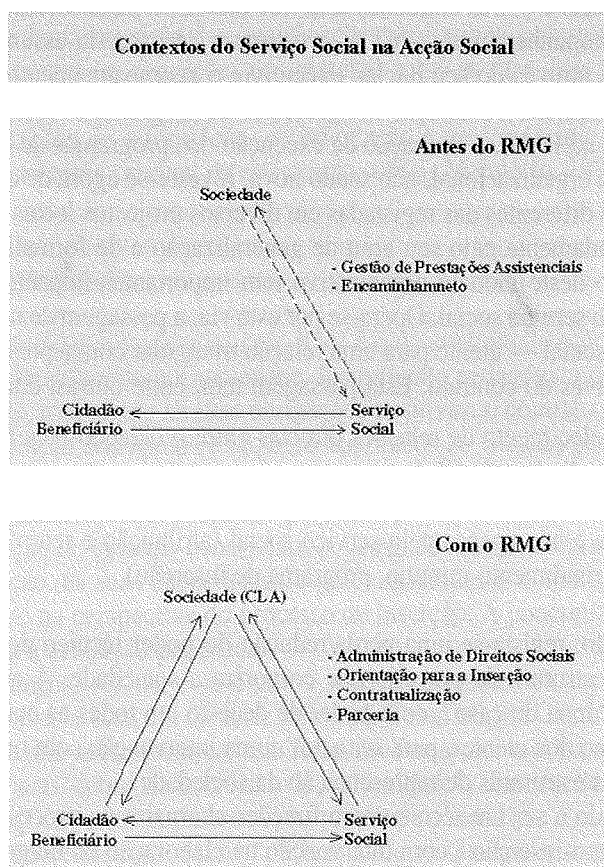 Contextos do Serviço Social na Acção Social
Antes do RMG
Sociedade
- Gestão de Prestações Assistenciais
- Encaminhamneto
Cidadão
Beneficiário
Serviço
Social
Com o RMG
Sociedade (CLA)
- Administração de Direitos Sociais
- Orientação para a Inserção
- Contratualização
- Parceria
Cidadão
Beneficiário
Serviço
Social